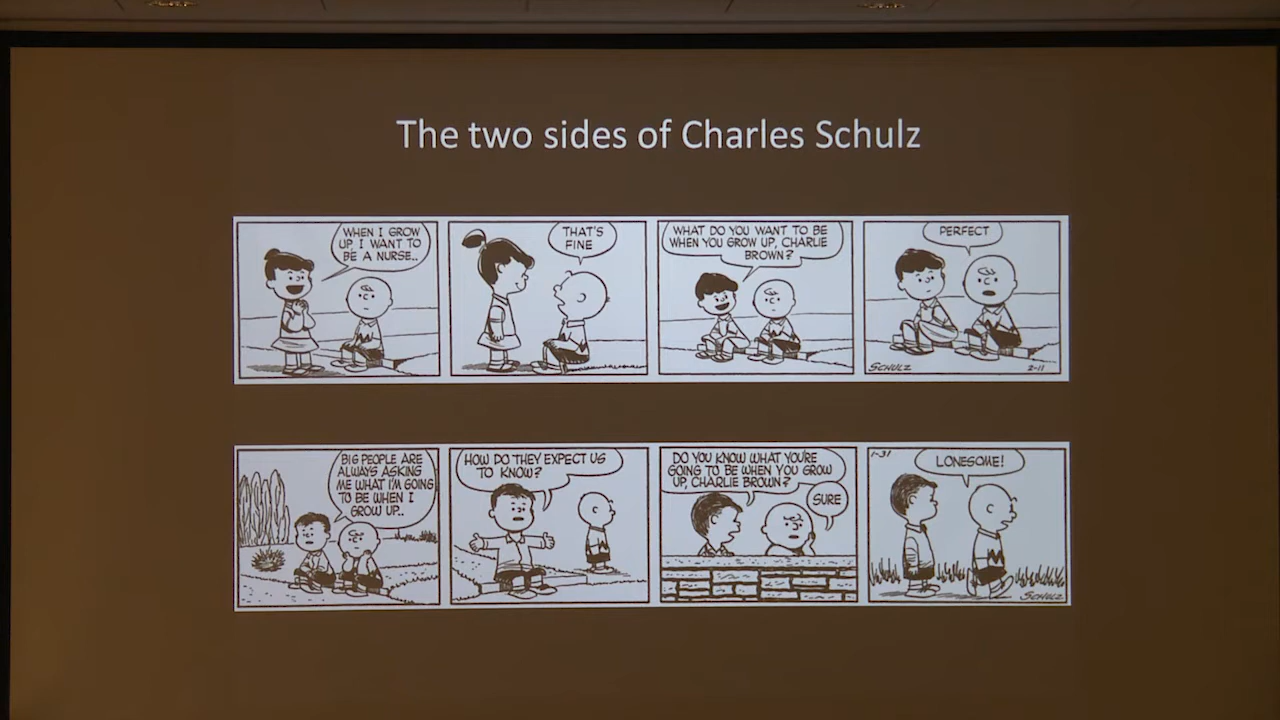 The two sides of Charles Schulz
WHEN I GROW
UP, I WANT TO
BE A NURSE..
THAT'S
FINE
WHAT DO YOU WANT TO BE
WHEN YOU GROW UP, CHARLIE
BROWN?
PERFECT
SCHULZ
2-11
BIG PEOPLE ARE
ALWAYS ASKING
ME WHAT I'M GOING
TO BE WHEN I
GROW UP..
HOW DO THEY EXPECT US
TO KNOW?
DO YOU KNOW WHAT YOU'RE
GOING TO BE WHEN YOU GROW
UP, CHARLIE BROWN?
SURE
1-31
LONESOME!
SCHULZ